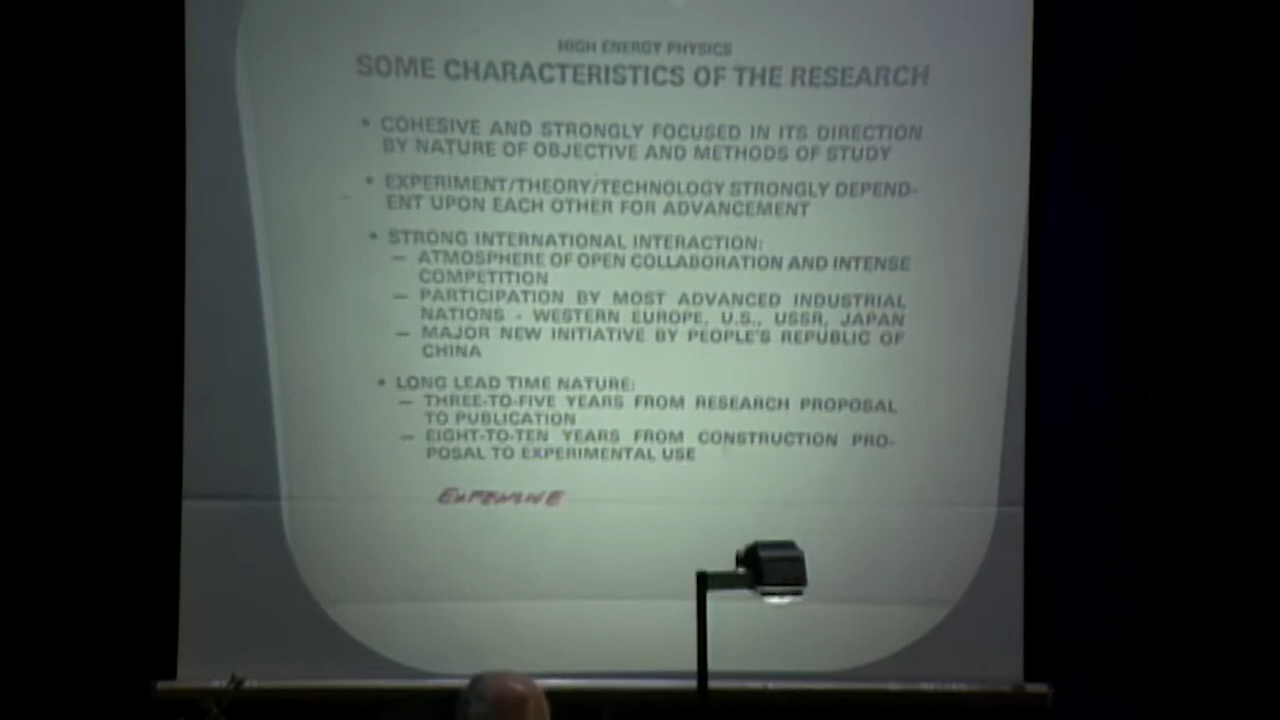 HIGH ENERGY PHYSICS
SOME CHARACTERISTICS OF THE RESEARCH
• COHESIVE AND STRONGLY FOCUSED IN ITS DIRECTION
BY NATURE OF OBJECTIVE AND METHODS OF STUDY
• EXPERIMENT/THEORY/TECHNOLOGY STRONGLY DEPEND-
ENT UPON EACH OTHER FOR ADVANCEMENT
• STRONG INTERNATIONAL INTERACTION:
— ATMOSPHERE OF OPEN COLLABORATION AND INTENSE
COMPETITION
— PARTICIPATION BY MOST ADVANCED INDUSTRIAL
NATIONS - WESTERN EUROPE, U.S., USSR, JAPAN
— MAJOR NEW INITIATIVE BY PEOPLE'S REPUBLIC OF
CHINA
• LONG LEAD TIME NATURE:
— THREE-TO-FIVE YEARS FROM RESEARCH PROPOSAL
TO PUBLICATION
— EIGHT-TO-TEN YEARS FROM CONSTRUCTION PRO-
POSAL TO EXPERIMENTAL USE
EXPENSIVE